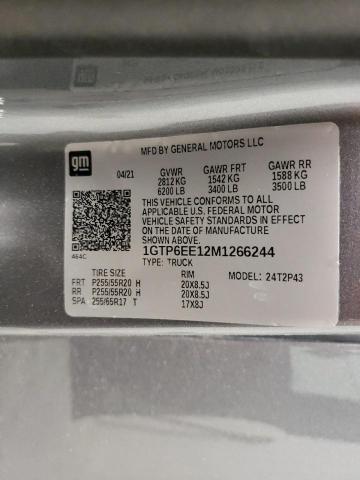 gm
MFD BY GENERAL MOTORS LLC
04/21 GVWR GAWR FRT GAWR RR
2812 KG 1542 KG 1588 KG
6200 LB 3400 LB 3500 LB
THIS VEHICLE CONFORMS TO ALL
APPLICABLE U.S. FEDERAL MOTOR
VEHICLE SAFETY STANDARDS IN EFFECT
ON THE DATE OF MANUFACTURE
SHOWN ABOVE.
1GTP6EE12M1266244
TYPE: TRUCK
TIRE SIZE RIM MODEL: 24T2P43
FRT P255/55R20 H 20X8.5J
RR P255/55R20 H 20X8.5J
SPA 255/65R17 T 17X8J